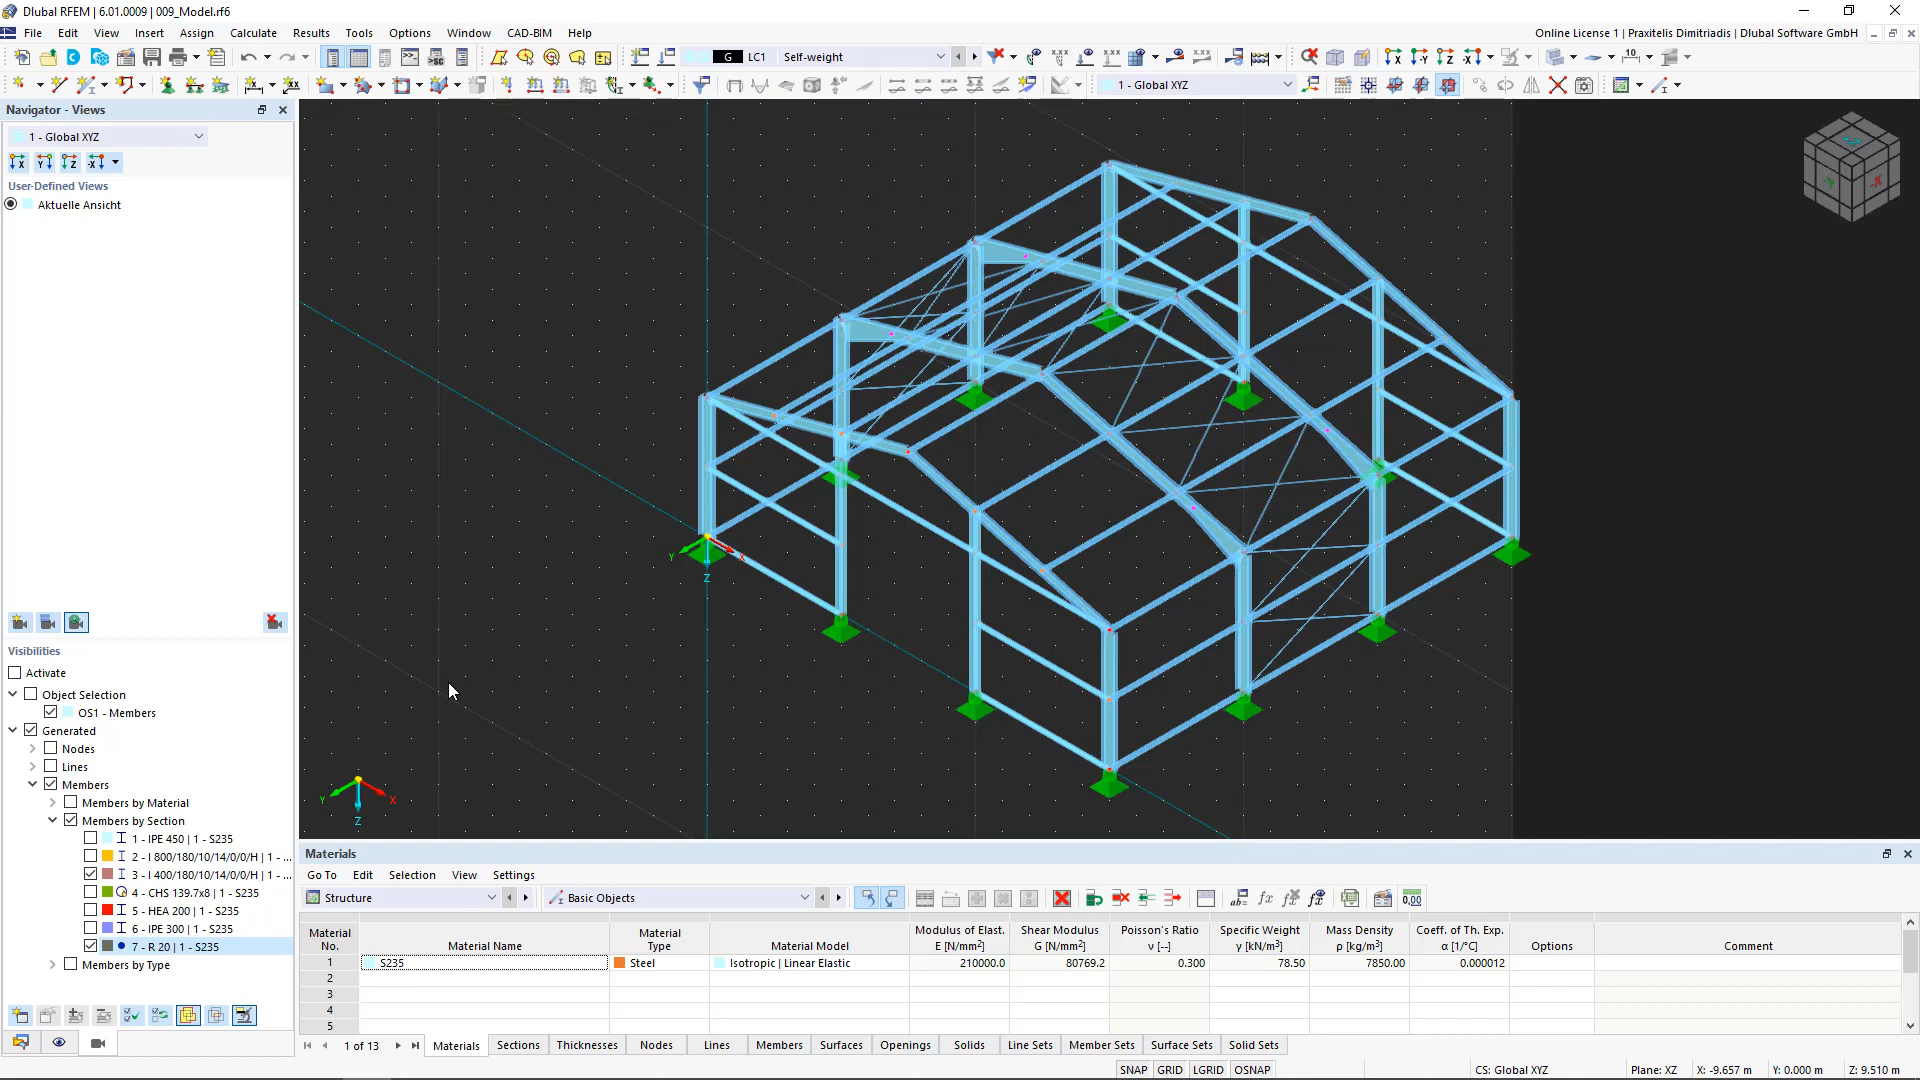 Dlubal RFEM | 6.01.0009 | 009_Model.rf6
File Edit View Insert Assign Calculate Results Tools Options Window CAD-BIM Help
Online License 1 | Praxitelis Dimitriadis | Dlubal Software GmbH
G LC1 Self-weight
1 - Global XYZ
Navigator - Views
1 - Global XYZ
User-Defined Views
Aktuelle Ansicht
Visibilities
Activate
Object Selection
OS1 - Members
Generated
Nodes
Lines
Members
Members by Material
Members by Section
1 - IPE 450 | 1 - S235
2 - I 800/180/10/14/0/0/H | 1 - ...
3 - I 400/180/10/14/0/0/H | 1 - ...
4 - CHS 139.7x8 | 1 - S235
5 - HEA 200 | 1 - S235
6 - IPE 300 | 1 - S235
7 - R 20 | 1 - S235
Members by Type
Y X Z
Y X Z
-Y -X
Materials
Go To Edit Selection View Settings
Structure Basic Objects
Material No. Material Name Material Type Material Model Modulus of Elast. E [N/mm²] Shear Modulus G [N/mm²] Poisson's Ratio ν [--] Specific Weight γ [kN/m³] Mass Density ρ [kg/m³] Coeff. of Th. Exp. α [1/°C] Options Comment
1 S235 Steel Isotropic | Linear Elastic 210000.0 80769.2 0.300 78.50 7850.00 0.000012
2
3
4
5
1 of 13 Materials Sections Thicknesses Nodes Lines Members Surfaces Openings Solids Line Sets Member Sets Surface Sets Solid Sets
SNAP GRID LGRID OSNAP CS: Global XYZ Plane: XZ X: -9.657 m Y: 0.000 m Z: 9.510 m